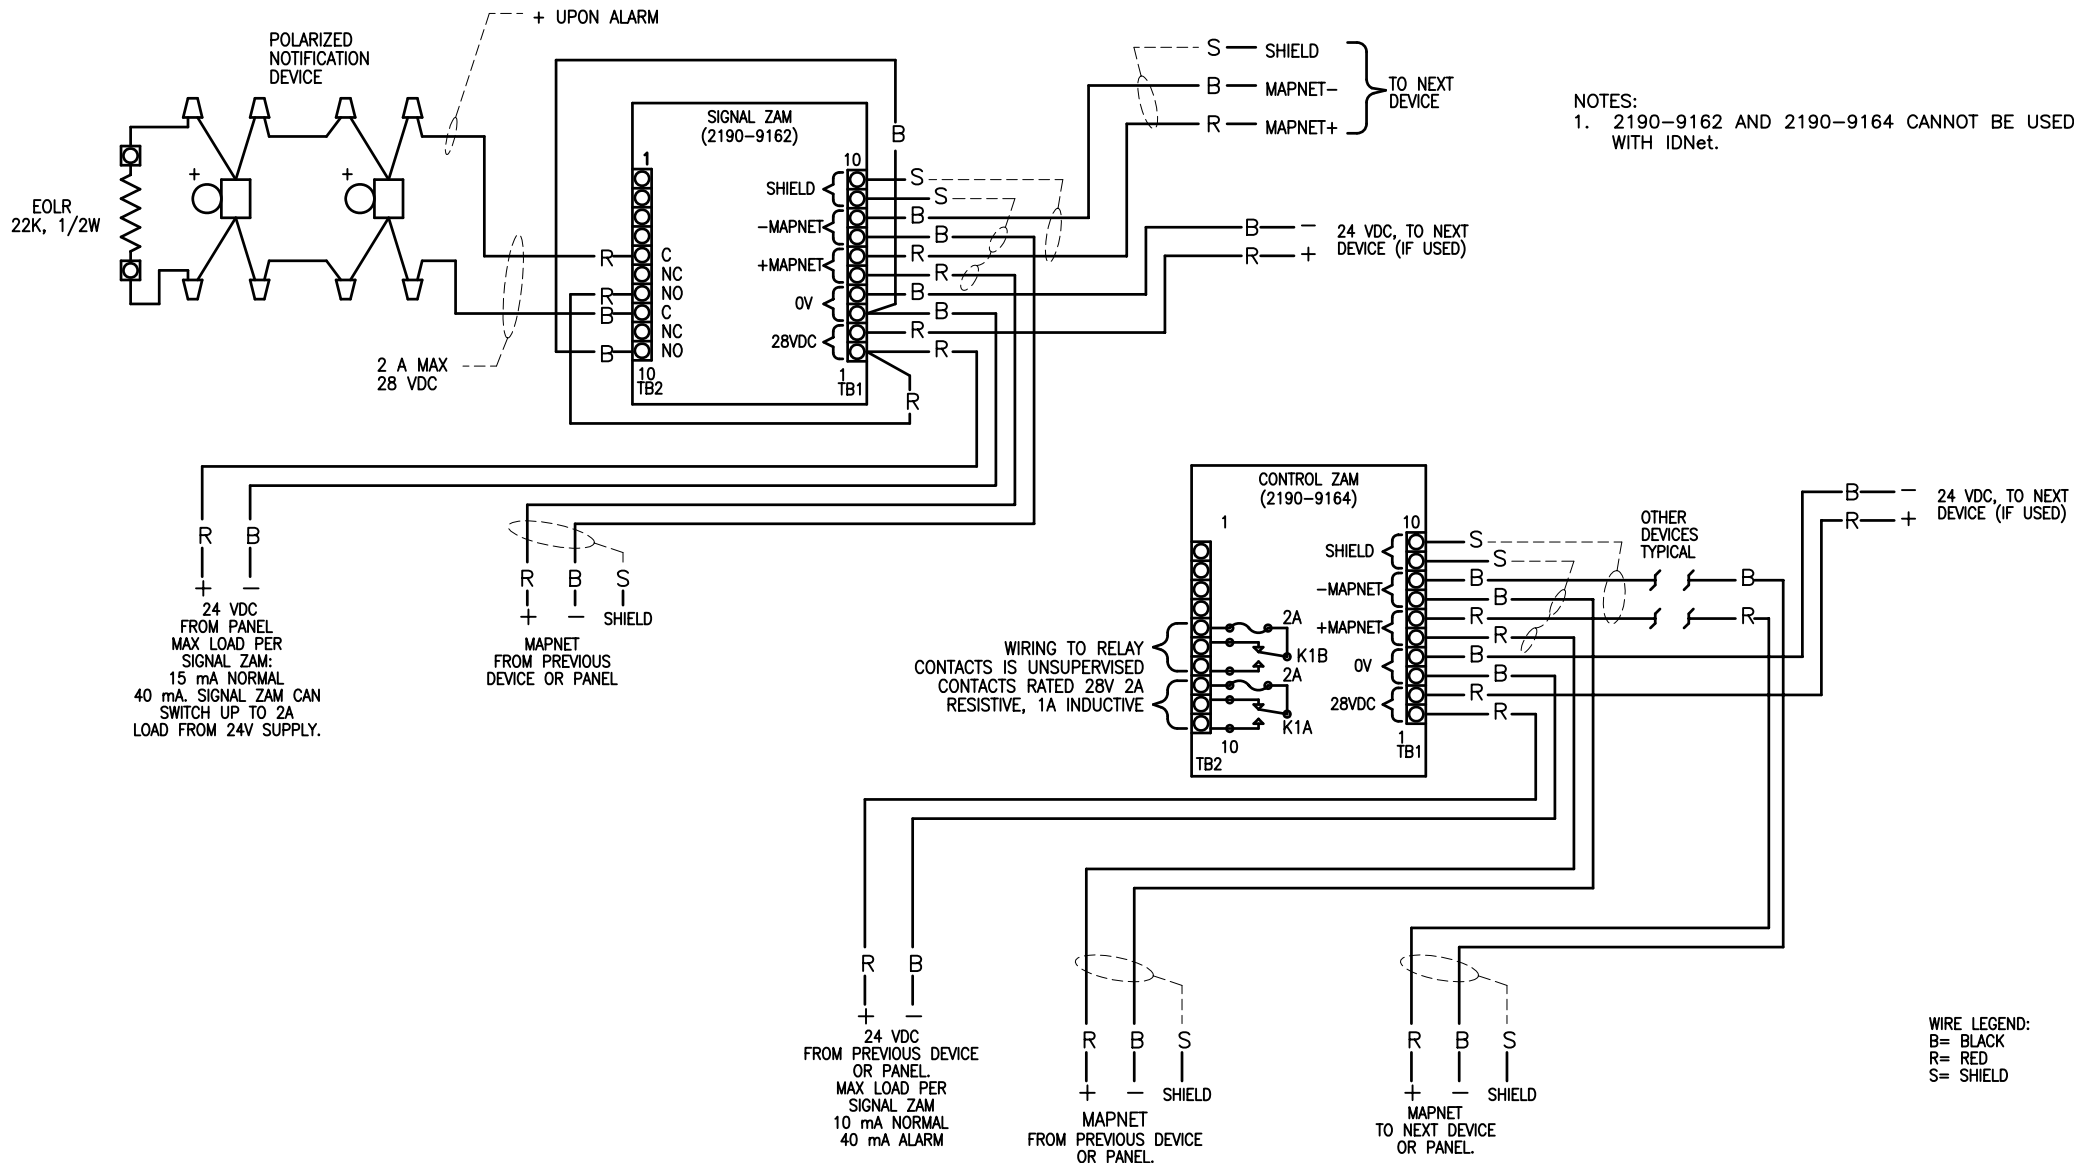 + UPON ALARM
POLARIZED
NOTIFICATION
DEVICE
EOLR
22K, 1/2W
+
+
2 A MAX
28 VDC
SIGNAL ZAM
(2190-9162)
1
10
SHIELD
-MAPNET
+MAPNET
0V
28VDC
C
NC
NO
C
NC
NO
10
TB2
1
TB1
R
R
B
B
B
S
S
B
B
R
R
B
B
R
R
R
S SHIELD
B MAPNET-
R MAPNET+
TO NEXT
DEVICE
B -
R +
24 VDC, TO NEXT
DEVICE (IF USED)
NOTES:
1. 2190-9162 AND 2190-9164 CANNOT BE USED
WITH IDNet.
R B
+ -
24 VDC
FROM PANEL
MAX LOAD PER
SIGNAL ZAM:
15 mA NORMAL
40 mA. SIGNAL ZAM CAN
SWITCH UP TO 2A
LOAD FROM 24V SUPPLY.
R B S
+ - SHIELD
MAPNET
FROM PREVIOUS
DEVICE OR PANEL
CONTROL ZAM
(2190-9164)
1
10
SHIELD
-MAPNET
+MAPNET
0V
28VDC
2A
K1B
2A
K1A
10
TB2
1
TB1
WIRING TO RELAY
CONTACTS IS UNSUPERVISED
CONTACTS RATED 28V 2A
RESISTIVE, 1A INDUCTIVE
S
S
B
B
R
R
B
B
R
R
OTHER
DEVICES
TYPICAL
B
R
B -
R +
24 VDC, TO NEXT
DEVICE (IF USED)
R B
+ -
24 VDC
FROM PREVIOUS DEVICE
OR PANEL.
MAX LOAD PER
SIGNAL ZAM
10 mA NORMAL
40 mA ALARM
R B S
+ - SHIELD
MAPNET
FROM PREVIOUS DEVICE
OR PANEL.
R B S
+ - SHIELD
MAPNET
TO NEXT DEVICE
OR PANEL.
WIRE LEGEND:
B= BLACK
R= RED
S= SHIELD